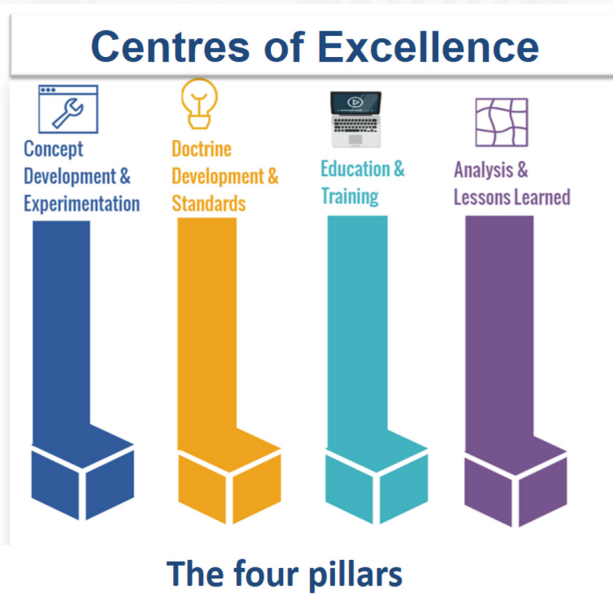 Centres of Excellence
Concept
Development &
Experimentation
Doctrine
Development &
Standards
Education &
Training
Analysis &
Lessons Learned
The four pillars